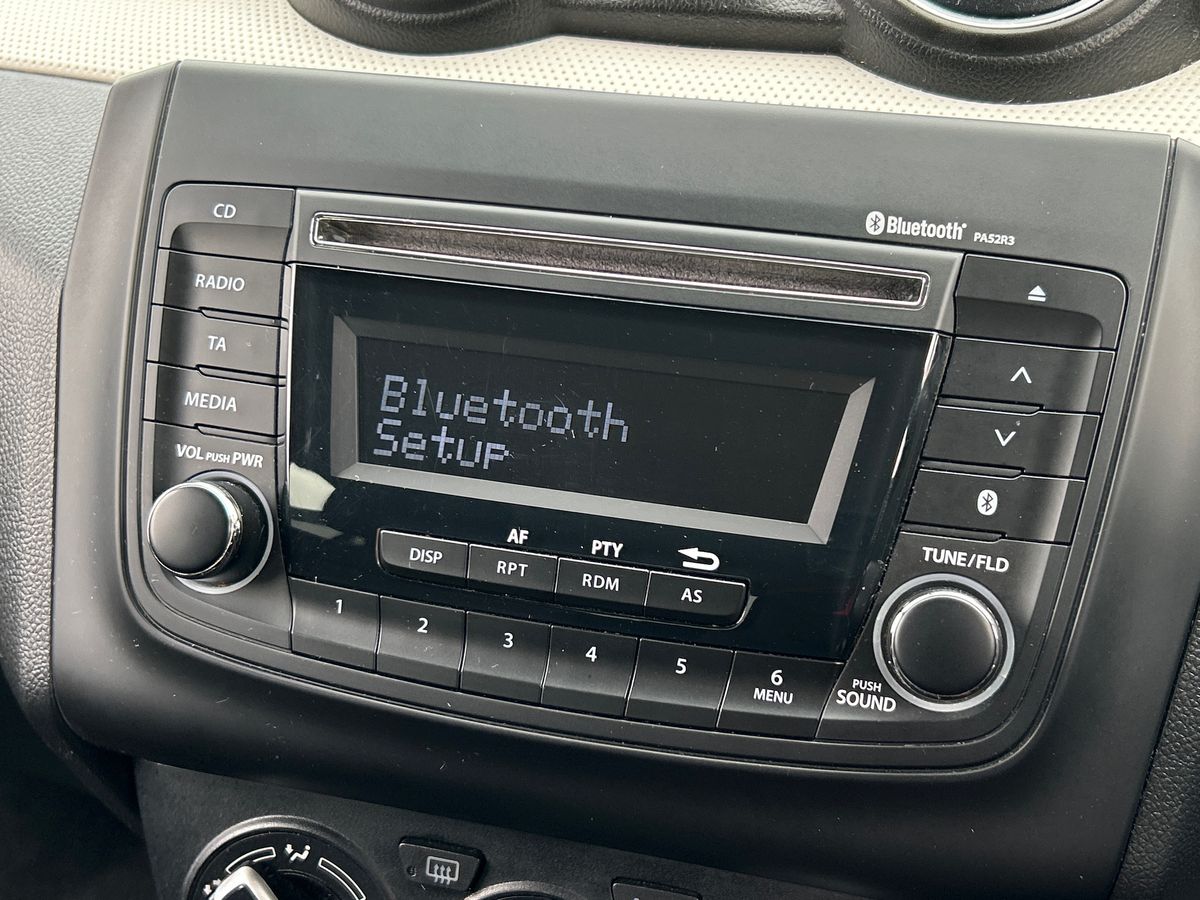 CD
Bluetooth® PA52R3
RADIO
TA
MEDIA
VOL PUSH PWR
Bluetooth
Setup
AF PTY
DISP RPT RDM AS
TUNE/FLD
1 2 3 4 5 6
MENU
PUSH
SOUND